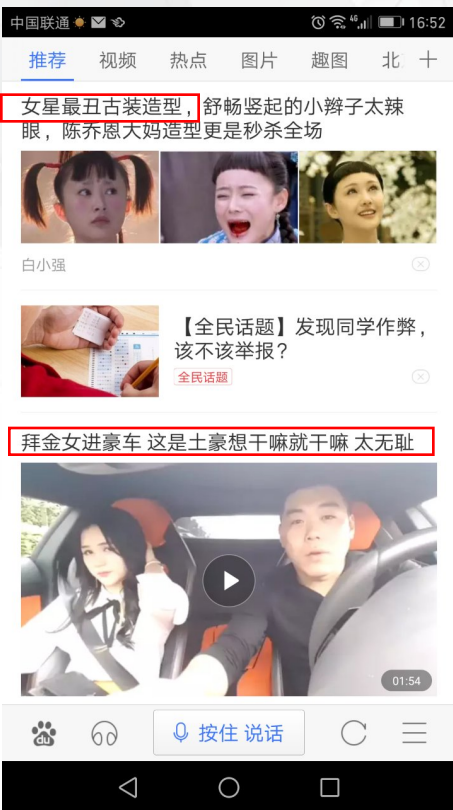 中国联通 46 16:52
推荐 视频 热点 图片 趣图 北
女星最丑古装造型，舒畅竖起的小辫子太辣
眼，陈乔恩大妈造型更是秒杀全场
白小强
【全民话题】发现同学作弊，
该不该举报？
全民话题
拜金女进豪车 这是土豪想干嘛就干嘛 太无耻
01:54
du 按住 说话